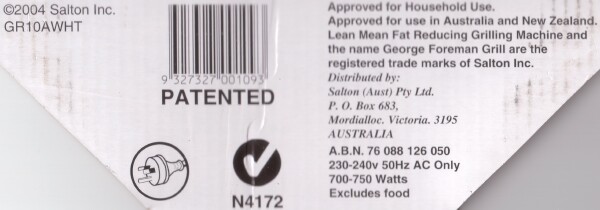 ©2004 Salton Inc.
GR10AWHT
9 327327 001093
PATENTED
N4172
Approved for Household Use.
Approved for use in Australia and New Zealand.
Lean Mean Fat Reducing Grilling Machine and
the name George Foreman Grill are the
registered trade marks of Salton Inc.
Distributed by:
Salton (Aust) Pty Ltd.
P. O. Box 683,
Mordialloc. Victoria. 3195
AUSTRALIA
A.B.N. 76 088 126 050
230-240v 50Hz AC Only
700-750 Watts
Excludes food